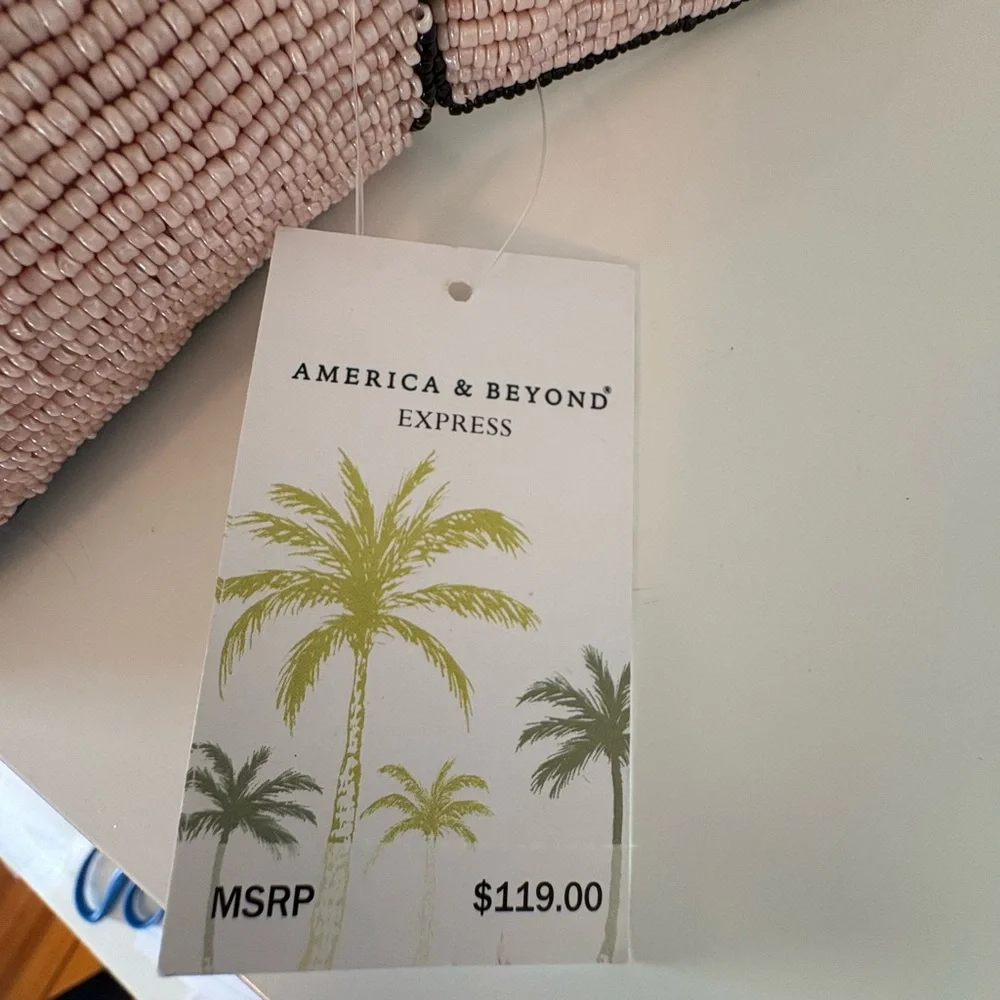 AMERICA & BEYOND®
EXPRESS
MSRP $119.00